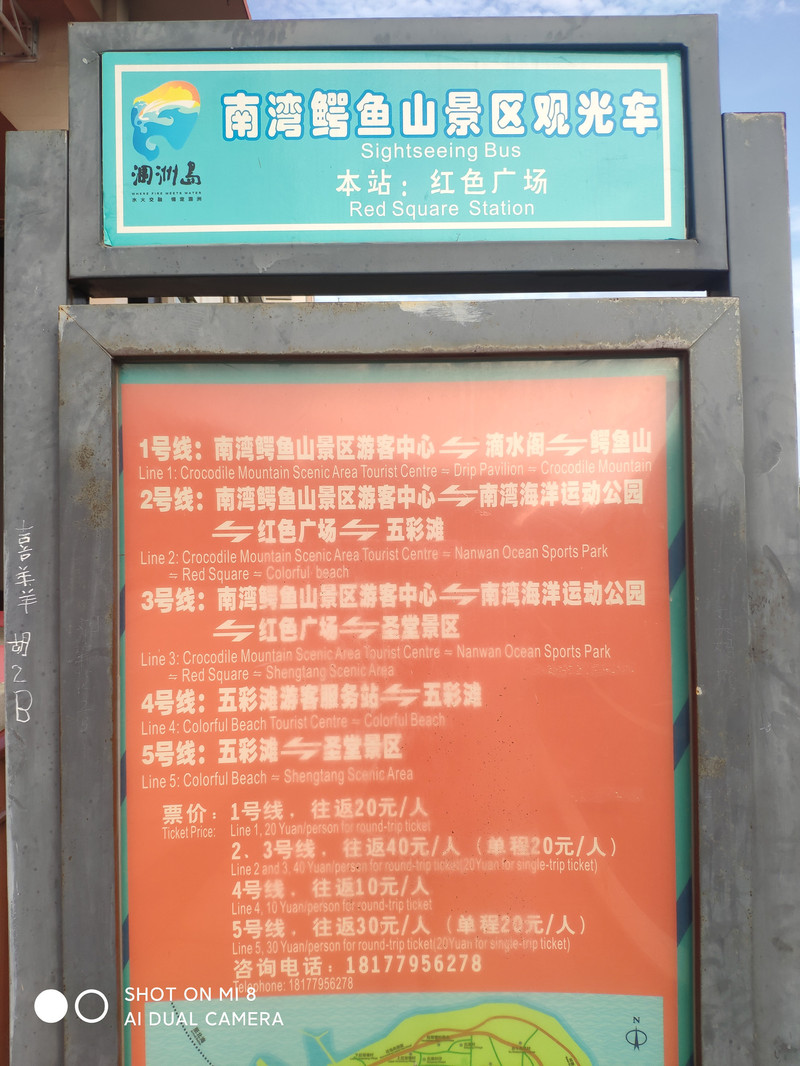 南湾鳄鱼山景区观光车
Sightseeing Bus
本站：红色广场
Red Square Station
涠洲岛
WHERE FIRE MEETS WATER
1号线：南湾鳄鱼山景区游客中心⇌滴水阁⇌鳄鱼山
Line 1: Crocodile Mountain Scenic Area Tourist Centre = Drip Pavilion = Crocodile Mountain
2号线：南湾鳄鱼山景区游客中心⇌南湾海洋运动公园
⇌红色广场⇌五彩滩
Line 2: Crocodile Mountain Scenic Area Tourist Centre = Nanwan Ocean Sports Park
= Red Square = Colorful beach
3号线：南湾鳄鱼山景区游客中心⇌南湾海洋运动公园
⇌红色广场⇌圣堂景区
Line 3: Crocodile Mountain Scenic Area Tourist Centre = Nanwan Ocean Sports Park
= Red Square = Shengtang Scenic Area
4号线：五彩滩游客服务站⇌五彩滩
Line 4: Colorful Beach Tourist Centre = Colorful Beach
5号线：五彩滩⇌圣堂景区
Line 5: Colorful Beach = Shengtang Scenic Area
票价：1号线，往返20元/人
Ticket Price: Line 1, 20 Yuan/person for round-trip ticket
2、3号线，往返40元/人（单程20元/人）
Line 2 and 3, 40 Yuan/person for round-trip ticket(20Yuan for single-trip ticket)
4号线，往返10元/人
Line 4, 10 Yuan/person for round-trip ticket
5号线，往返30元/人（单程20元/人）
Line 5, 30 Yuan/person for round-trip ticket(20Yuan for single-trip ticket)
咨询电话：18177956278
Telephone: 18177956278
N
喜羊羊
胡
2
B
SHOT ON MI 8
AI DUAL CAMERA